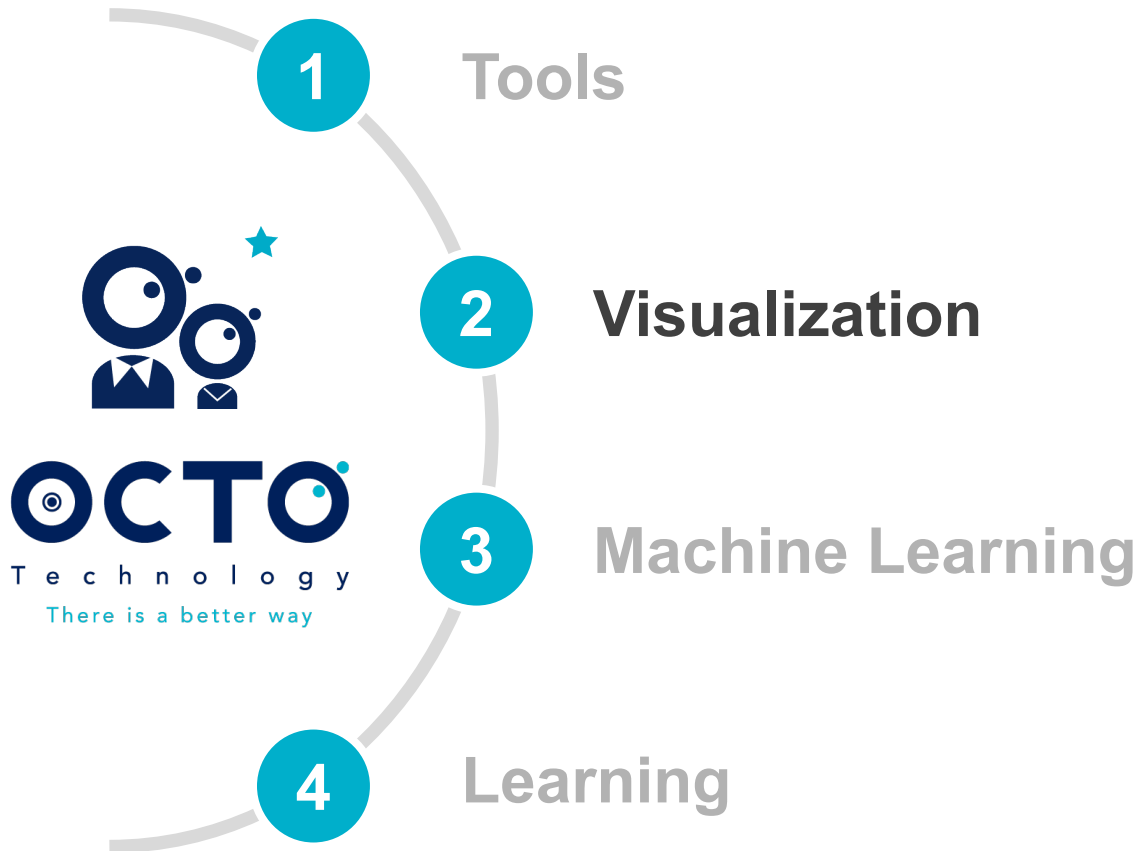 1 Tools
2 Visualization
3 Machine Learning
4 Learning
OCTO
Technology
There is a better way